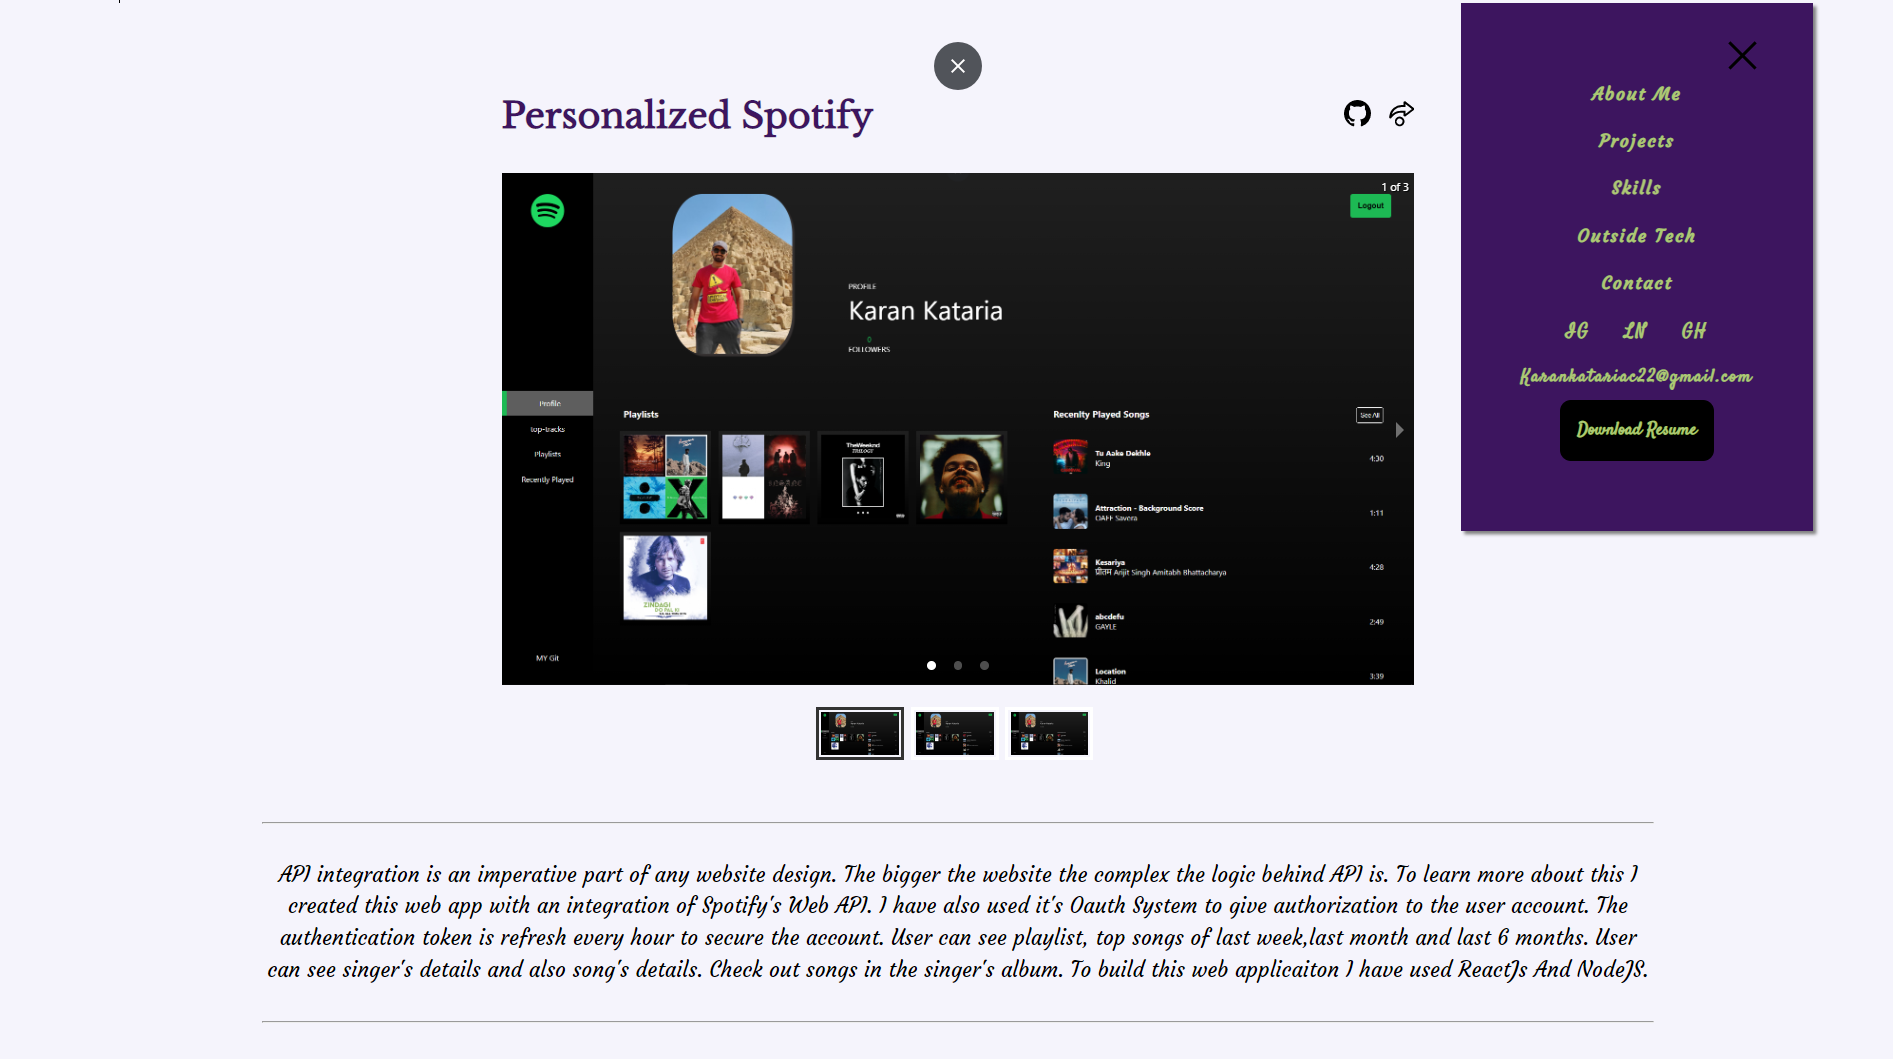 Personalized Spotify
1 of 3
Logout
PROFILE
Karan Kataria
0
FOLLOWERS
Profile
top-tracks
Playlists
Recently Played
MY Git
Playlists
TheWeeknd
TRILOGY
ZINDAGI
DO PAL KI
Recenlty Played Songs
See All
Tu Aake Dekhle
King
4:30
Attraction - Background Score
OAFF Savera
1:11
Kesariya
प्रीतम Arijit Singh Amitabh Bhattacharya
4:28
abcdefu
GAYLE
2:49
Location
Khalid
3:39
About Me
Projects
Skills
Outside Tech
Contact
IG LN GH
Karankatariac22@gmail.com
Download Resume
API integration is an imperative part of any website design. The bigger the website the complex the logic behind API is. To learn more about this I
created this web app with an integration of Spotify's Web API. I have also used it's Oauth System to give authorization to the user account. The
authentication token is refresh every hour to secure the account. User can see playlist, top songs of last week,last month and last 6 months. User
can see singer's details and also song's details. Check out songs in the singer's album. To build this web applicaiton I have used ReactJs And NodeJS.